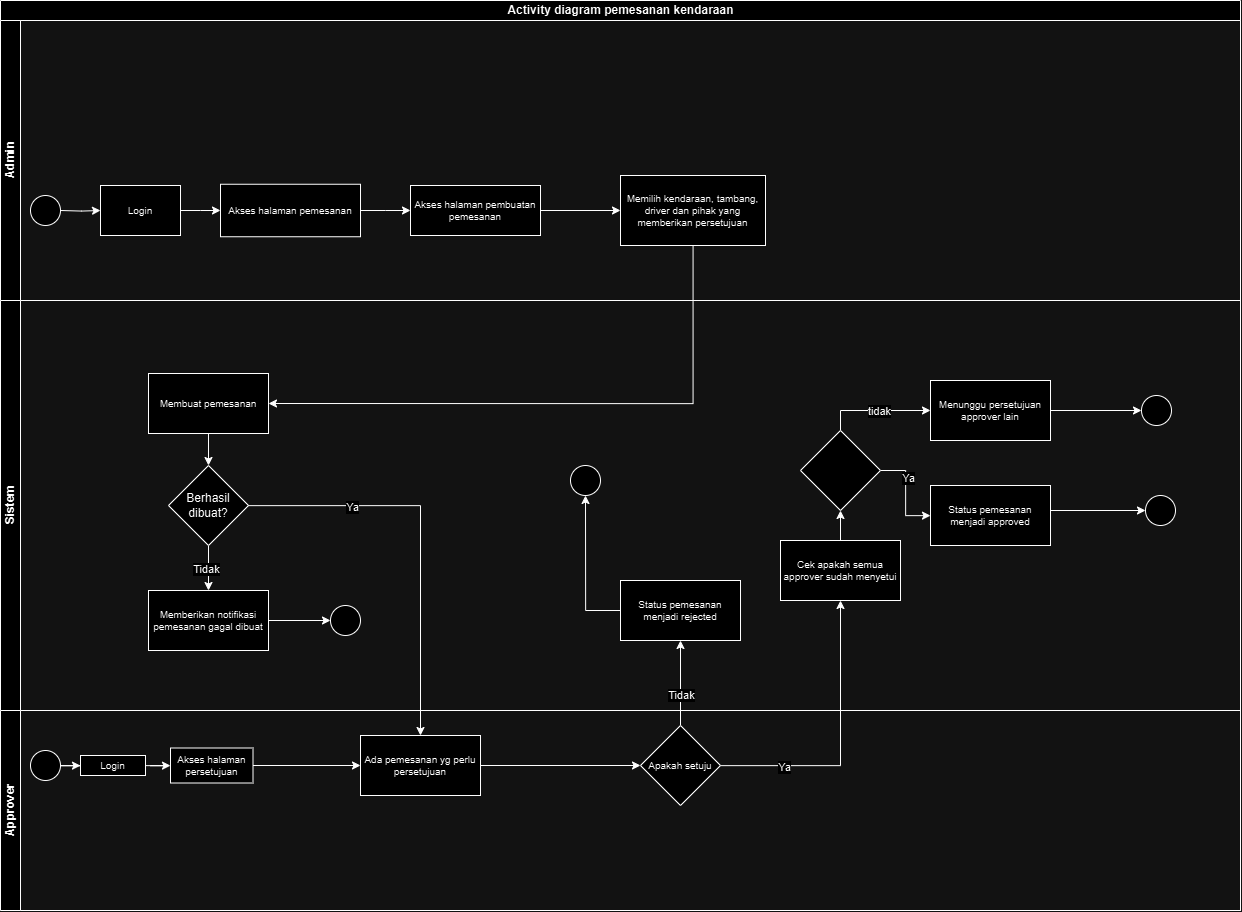 Activity diagram pemesanan kendaraan
Admin
Login
Akses halaman pemesanan
Akses halaman pembuatan
pemesanan
Memilih kendaraan, tambang,
driver dan pihak yang
memberikan persetujuan
Sistem
Membuat pemesanan
Berhasil
dibuat?
Ya
Tidak
Memberikan notifikasi
pemesanan gagal dibuat
Status pemesanan
menjadi rejected
Tidak
Cek apakah semua
approver sudah menyetui
tidak
Menunggu persetujuan
approver lain
Ya
Status pemesanan
menjadi approved
Approver
Login
Akses halaman
persetujuan
Ada pemesanan yg perlu
persetujuan
Apakah setuju
Ya